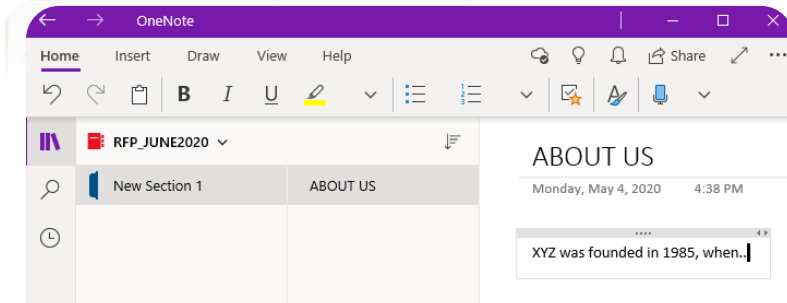 OneNote
Home Insert Draw View Help Share
B I U
RFP_JUNE2020
New Section 1
ABOUT US
ABOUT US
Monday, May 4, 2020 4:38 PM
XYZ was founded in 1985, when..